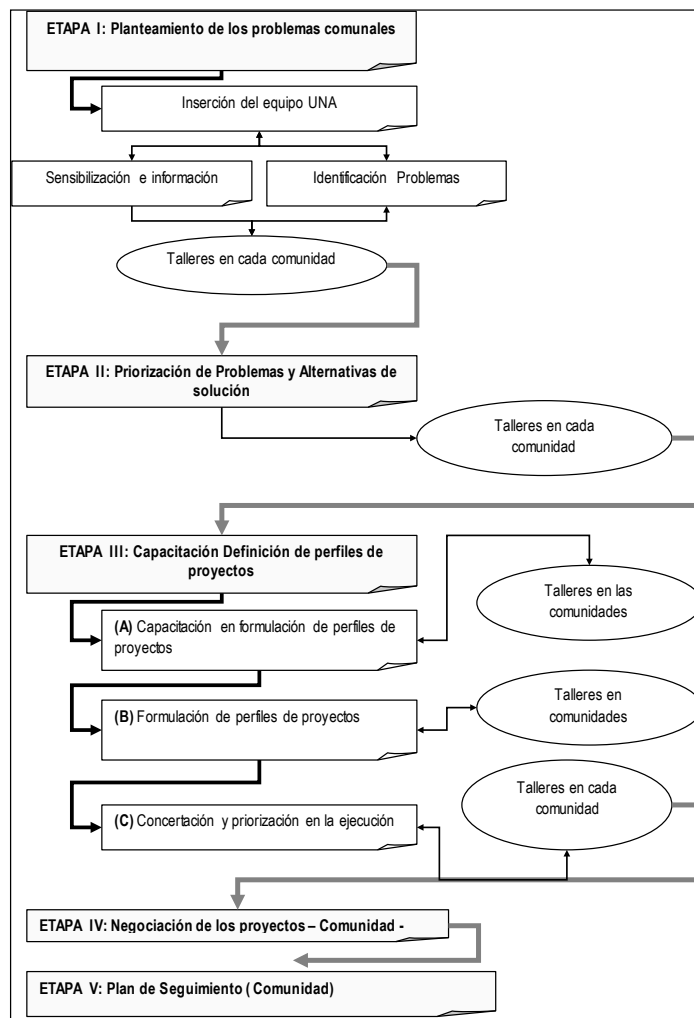 ETAPA I: Planteamiento de los problemas comunales
Inserción del equipo UNA
Sensibilización e información
Identificación Problemas
Talleres en cada comunidad
ETAPA II: Priorización de Problemas y Alternativas de
solución
Talleres en cada
comunidad
ETAPA III: Capacitación Definición de perfiles de
proyectos
Talleres en las
comunidades
(A) Capacitación en formulación de perfiles de
proyectos
(B) Formulación de perfiles de proyectos
Talleres en
comunidades
Talleres en cada
comunidad
(C) Concertación y priorización en la ejecución
ETAPA IV: Negociación de los proyectos – Comunidad -
ETAPA V: Plan de Seguimiento ( Comunidad)